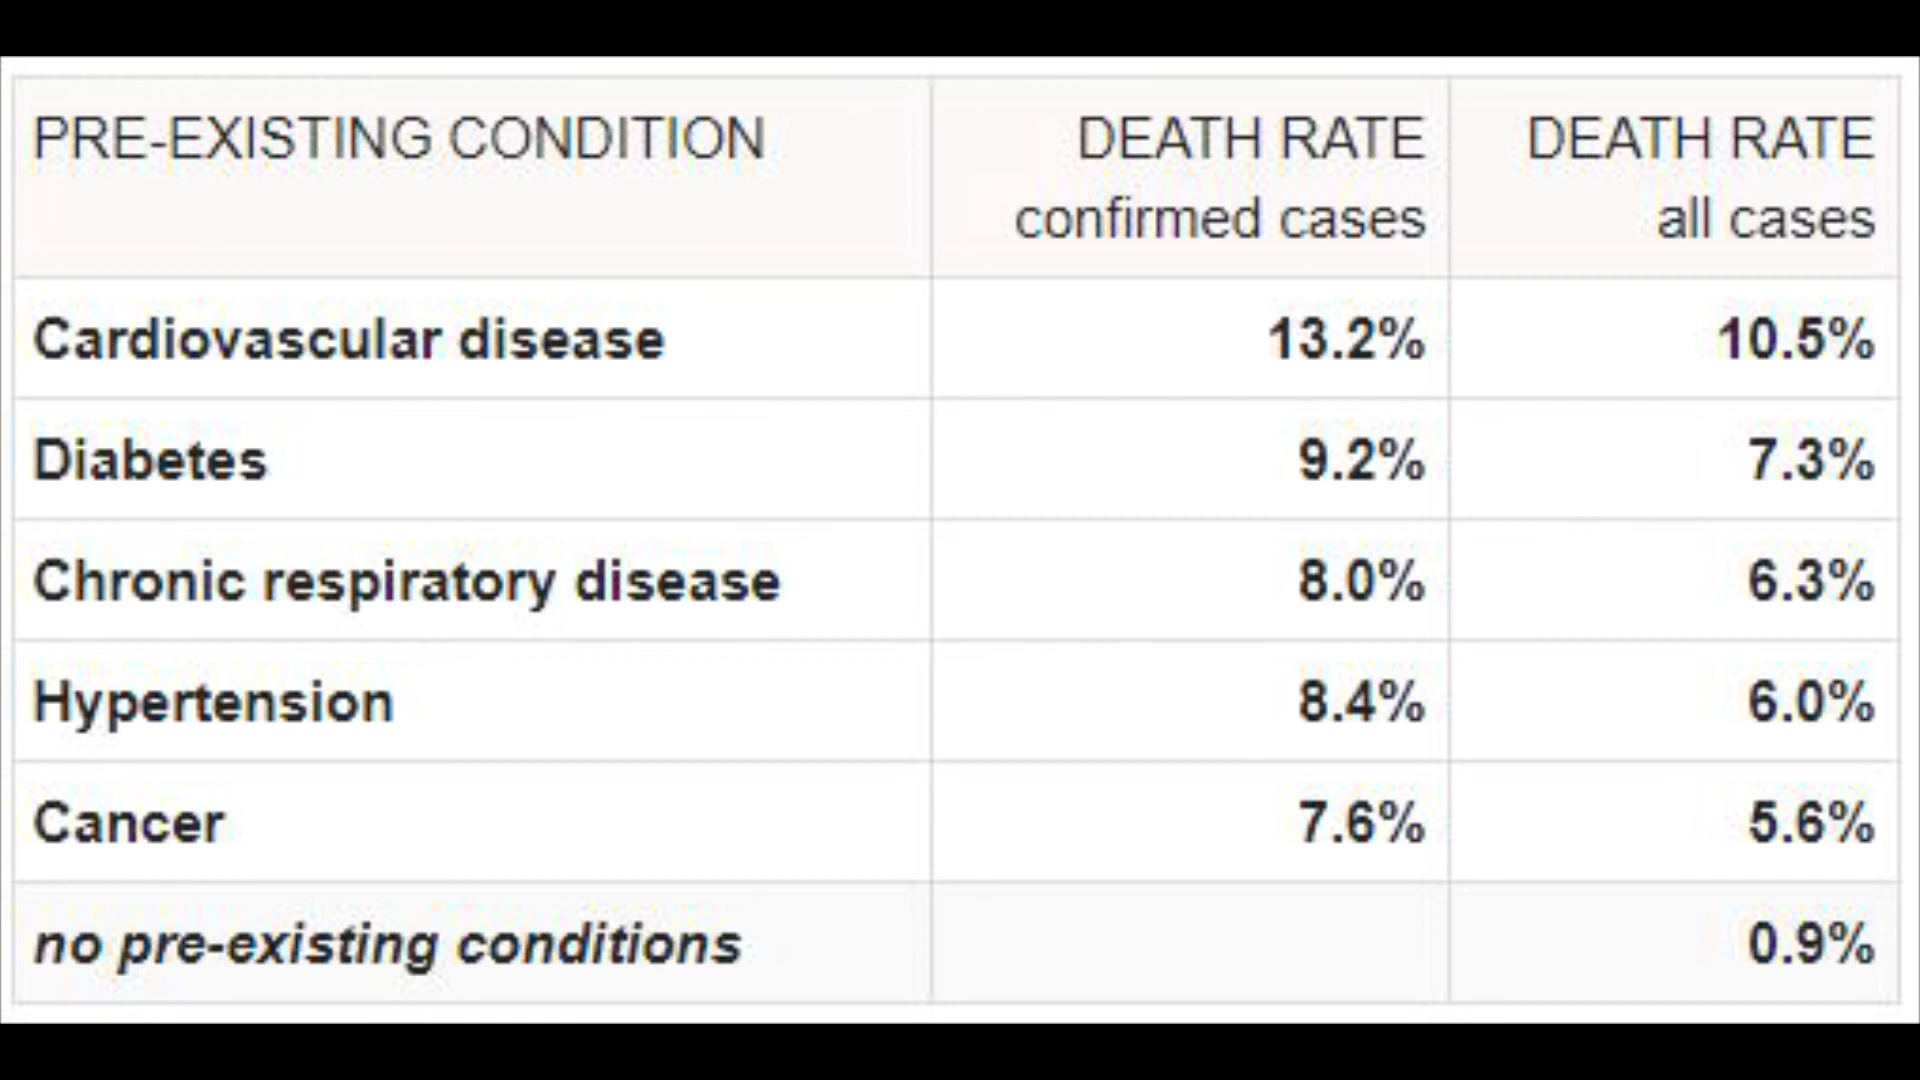 PRE-EXISTING CONDITION DEATH RATE DEATH RATE
confirmed cases all cases
Cardiovascular disease 13.2% 10.5%
Diabetes 9.2% 7.3%
Chronic respiratory disease 8.0% 6.3%
Hypertension 8.4% 6.0%
Cancer 7.6% 5.6%
no pre-existing conditions 0.9%